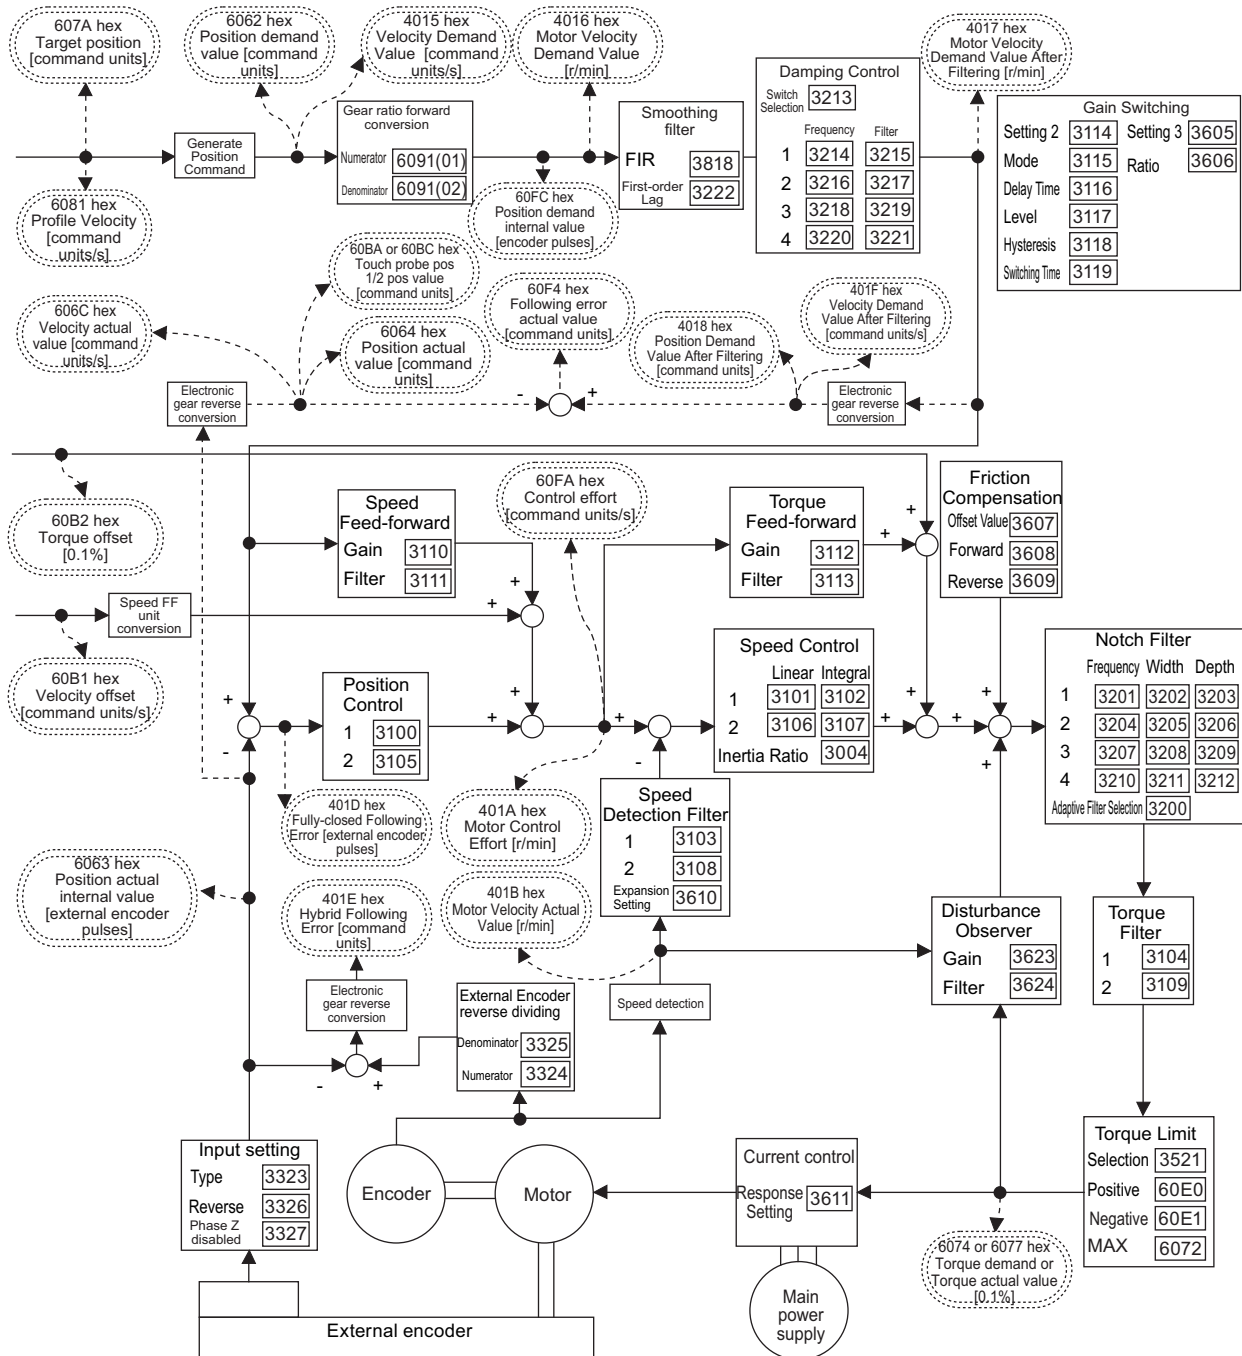 607A hex
Target position
[command units]
6062 hex
Position demand
value [command
units]
4015 hex
Velocity Demand
Value [command
units/s]
4016 hex
Motor Velocity
Demand Value
[r/min]
4017 hex
Motor Velocity
Demand Value After
Filtering [r/min]
Generate
Position
Command
Gear ratio forward
conversion
Numerator 6091(01)
Denominator 6091(02)
Smoothing
filter
FIR 3818
First-order
Lag 3222
Damping Control
Switch
Selection 3213
Frequency Filter
1 3214 3215
2 3216 3217
3 3218 3219
4 3220 3221
Gain Switching
Setting 2 3114 Setting 3 3605
Mode 3115 Ratio 3606
Delay Time 3116
Level 3117
Hysteresis 3118
Switching Time 3119
6081 hex
Profile Velocity
[command
units/s]
60FC hex
Position demand
internal value
[encoder pulses]
606C hex
Velocity actual
value [command
units/s]
60BA or 60BC hex
Touch probe pos
1/2 pos value
[command units]
6064 hex
Position actual
value [command
units]
60F4 hex
Following error
actual value
[command units]
4018 hex
Position Demand
Value After Filtering
[command units]
401F hex
Velocity Demand
Value After Filtering
[command units/s]
Electronic
gear reverse
conversion
-
+
Electronic
gear reverse
conversion
60B2 hex
Torque offset
[0.1%]
Speed
Feed-forward
Gain 3110
Filter 3111
60FA hex
Control effort
[command units/s]
Torque
Feed-forward
Gain 3112
Filter 3113
+
+
Friction
Compensation
Offset Value 3607
Forward 3608
Reverse 3609
Speed FF
unit
conversion
+
+
60B1 hex
Velocity offset
[command units/s]
+
-
Position
Control
1 3100
2 3105
+
+
+
-
Speed Control
Linear Integral
1 3101 3102
2 3106 3107
Inertia Ratio 3004
+
+
+
+
+
Notch Filter
Frequency Width Depth
1 3201 3202 3203
2 3204 3205 3206
3 3207 3208 3209
4 3210 3211 3212
Adaptive Filter Selection 3200
401D hex
Fully-closed Following
Error [external encoder
pulses]
401A hex
Motor Control
Effort [r/min]
Speed
Detection Filter
1 3103
2 3108
Expansion
Setting 3610
6063 hex
Position actual
internal value
[external encoder
pulses]
401E hex
Hybrid Following
Error [command
units]
401B hex
Motor Velocity Actual
Value [r/min]
Disturbance
Observer
Gain 3623
Filter 3624
Torque
Filter
1 3104
2 3109
Electronic
gear reverse
conversion
External Encoder
reverse dividing
Denominator 3325
Numerator 3324
Speed detection
-
+
Input setting
Type 3323
Reverse 3326
Phase Z
disabled 3327
Encoder
Motor
Current control
Response
Setting 3611
Torque Limit
Selection 3521
Positive 60E0
Negative 60E1
MAX 6072
6074 or 6077 hex
Torque demand or
Torque actual value
[0.1%]
Main
power
supply
External encoder